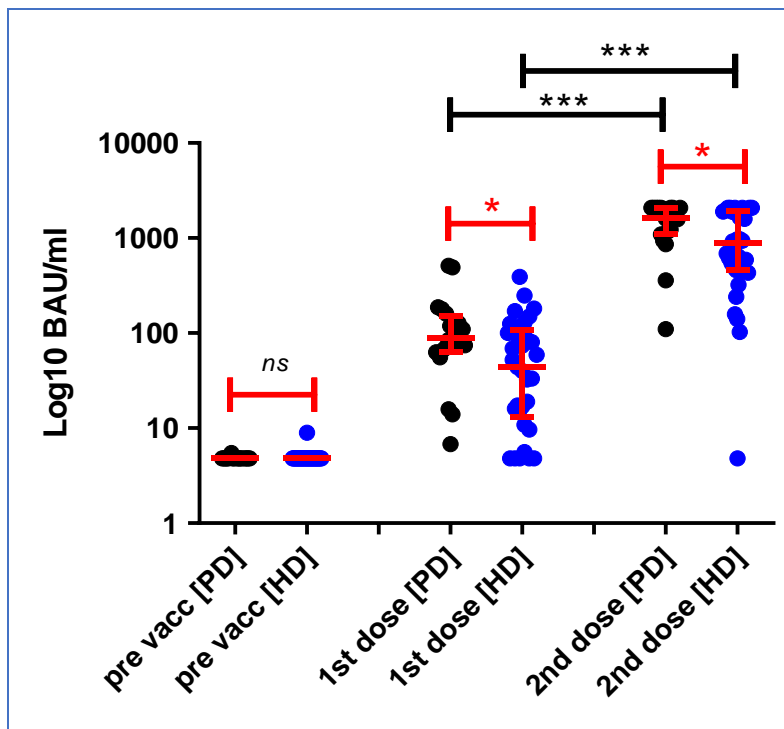 ***
***
*
*
ns
10000
1000
100
10
1
Log10 BAU/ml
pre vacc [PD]
pre vacc [HD]
1st dose [PD]
1st dose [HD]
2nd dose [PD]
2nd dose [HD]